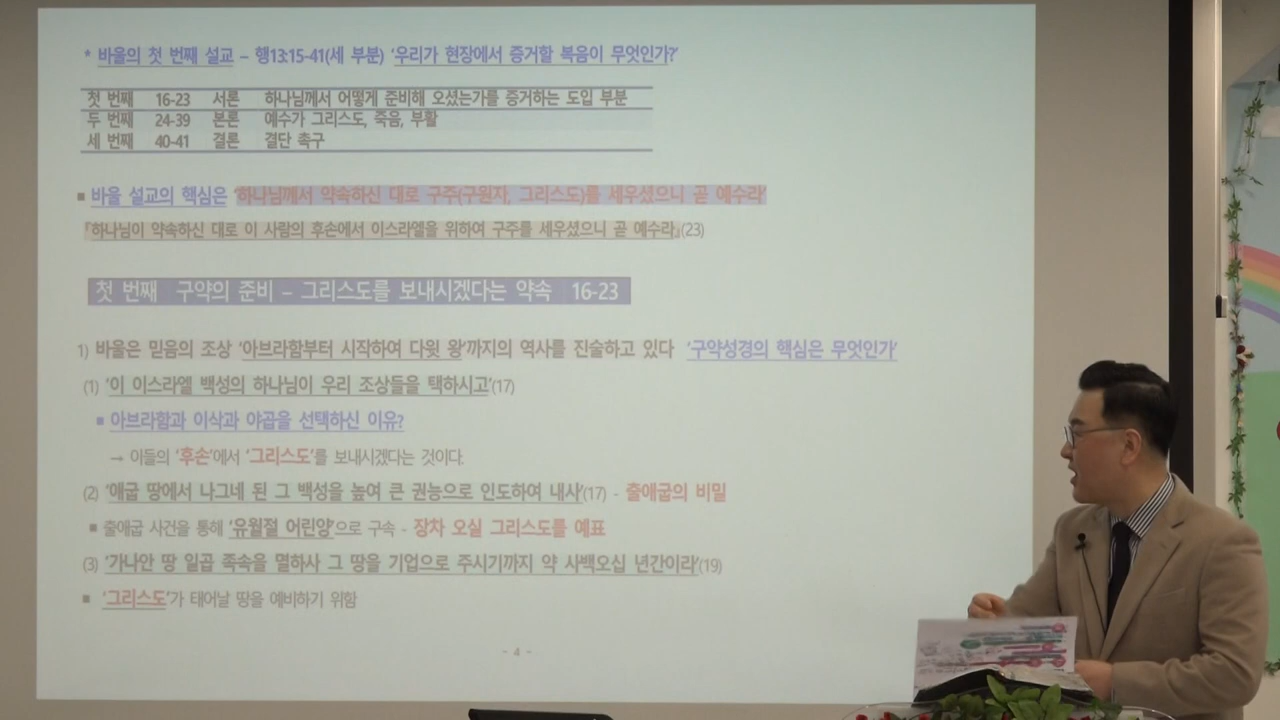 * 바울의 첫 번째 설교 – 행13:15-41(세 부분) '우리가 현장에서 증거할 복음이 무엇인가?'
첫 번째 16-23 서론 하나님께서 어떻게 준비해 오셨는가를 증거하는 도입 부분
두 번째 24-39 본론 예수가 그리스도, 죽음, 부활
세 번째 40-41 결론 결단 촉구
■ 바울 설교의 핵심은 '하나님께서 약속하신 대로 구주(구원자, 그리스도)를 세우셨으니 곧 예수라'
『하나님이 약속하신 대로 이 사람의 후손에서 이스라엘을 위하여 구주를 세우셨으니 곧 예수라』(23)
첫 번째 구약의 준비 – 그리스도를 보내시겠다는 약속 16-23
1) 바울은 믿음의 조상 '아브라함부터 시작하여 다윗 왕'까지의 역사를 진술하고 있다 '구약성경의 핵심은 무엇인가'
(1) '이 이스라엘 백성의 하나님이 우리 조상들을 택하시고'(17)
■ 아브라함과 이삭과 야곱을 선택하신 이유?
→ 이들의 '후손'에서 '그리스도'를 보내시겠다는 것이다.
(2) '애굽 땅에서 나그네 된 그 백성을 높여 큰 권능으로 인도하여 내사'(17) - 출애굽의 비밀
■ 출애굽 사건을 통해 '유월절 어린양'으로 구속 - 장차 오실 그리스도를 예표
(3) '가나안 땅 일곱 족속을 멸하사 그 땅을 기업으로 주시기까지 약 사백오십 년간이라'(19)
■ '그리스도'가 태어날 땅을 예비하기 위함
- 4 -